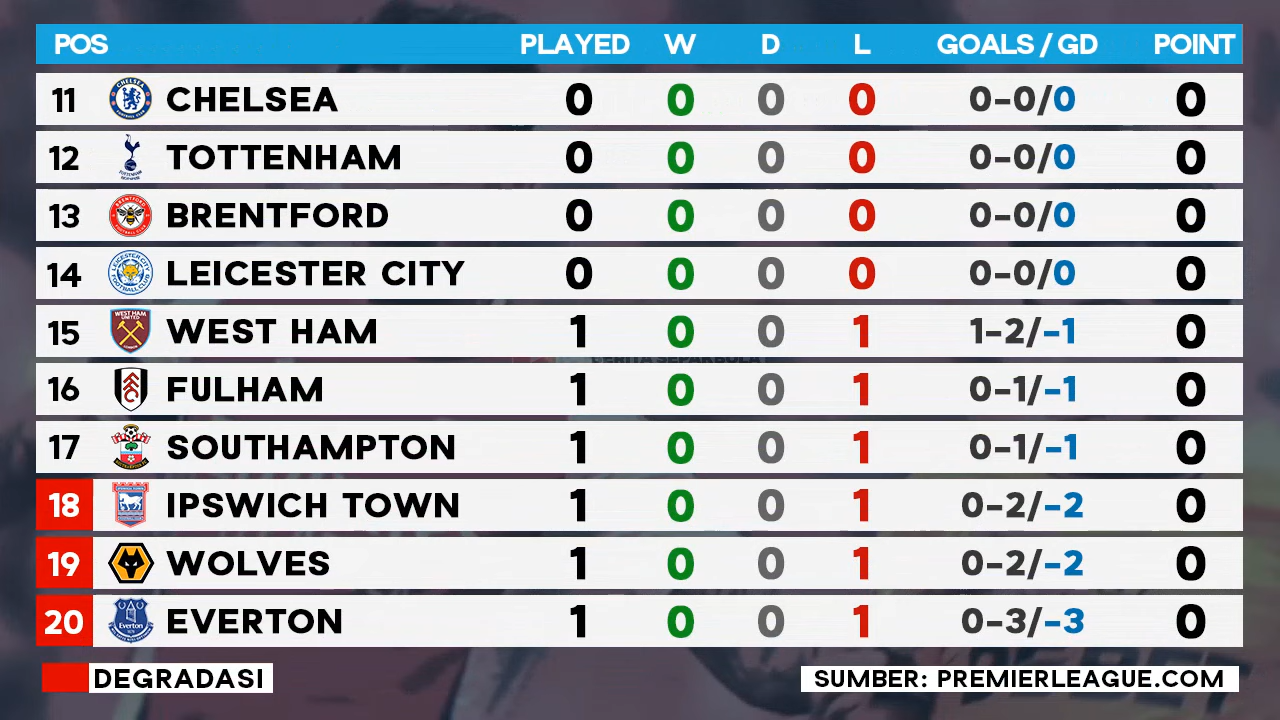 POS PLAYED W D L GOALS / GD POINT
11 CHELSEA 0 0 0 0 0-0/0 0
12 TOTTENHAM 0 0 0 0 0-0/0 0
13 BRENTFORD 0 0 0 0 0-0/0 0
14 LEICESTER CITY 0 0 0 0 0-0/0 0
15 WEST HAM 1 0 0 1 1-2/-1 0
16 FULHAM 1 0 0 1 0-1/-1 0
17 SOUTHAMPTON 1 0 0 1 0-1/-1 0
18 IPSWICH TOWN 1 0 0 1 0-2/-2 0
19 WOLVES 1 0 0 1 0-2/-2 0
20 EVERTON 1 0 0 1 0-3/-3 0
DEGRADASI
SUMBER: PREMIERLEAGUE.COM